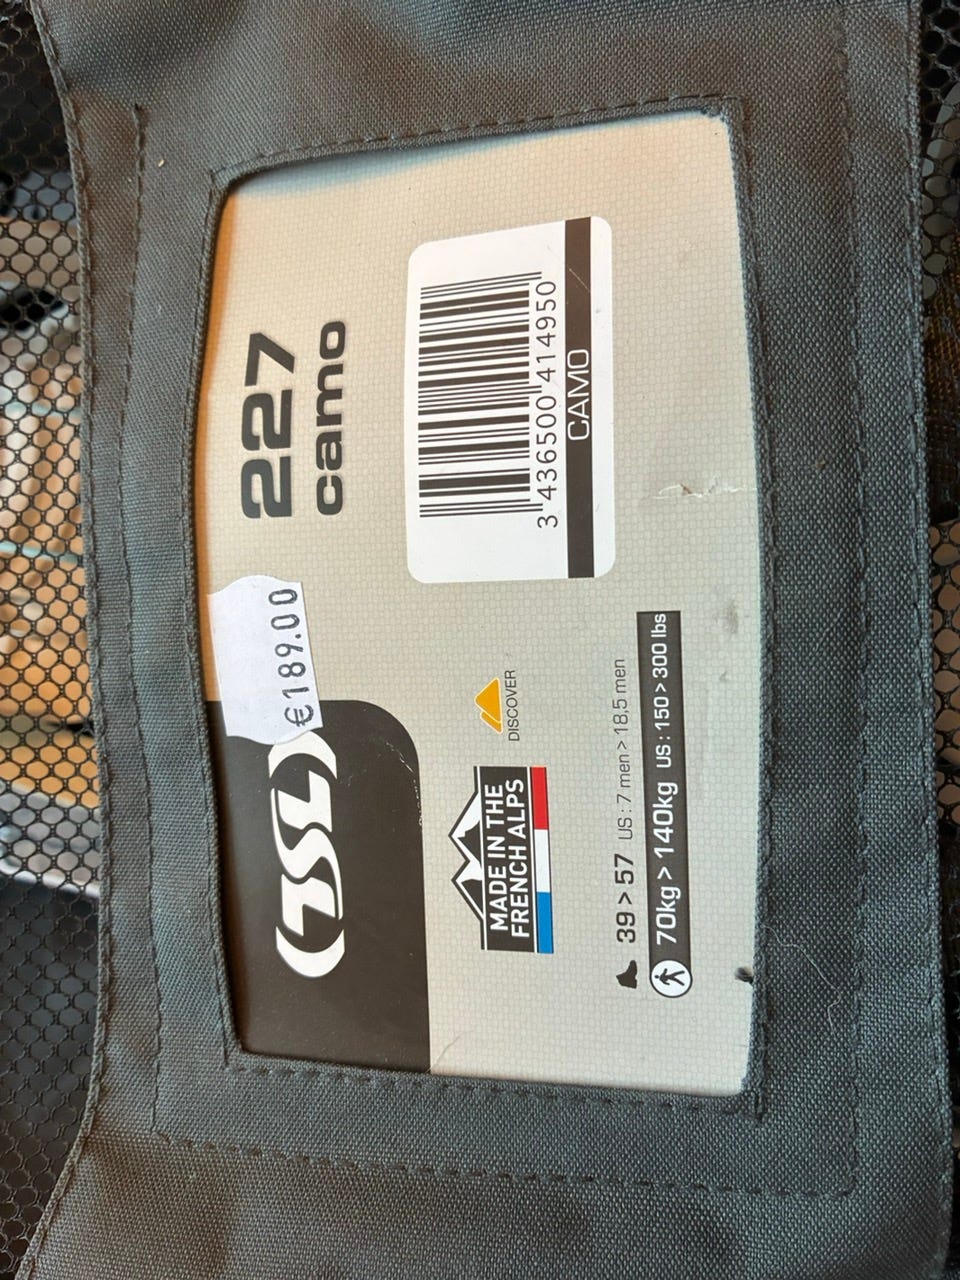 TSL
€189.00
227
camo
MADE IN THE
FRENCH ALPS
DISCOVER
3 436500 414950
CAMO
39 > 57 US : 7 men > 18,5 men
70kg > 140kg US : 150 > 300 lbs